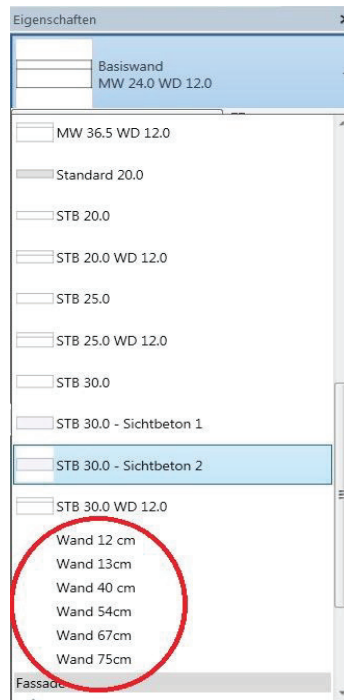 Eigenschaften
Basiswand
MW 24.0 WD 12.0
MW 36.5 WD 12.0
Standard 20.0
STB 20.0
STB 20.0 WD 12.0
STB 25.0
STB 25.0 WD 12.0
STB 30.0
STB 30.0 - Sichtbeton 1
STB 30.0 - Sichtbeton 2
STB 30.0 WD 12.0
Wand 12 cm
Wand 13cm
Wand 40 cm
Wand 54cm
Wand 67cm
Wand 75cm
Fassade